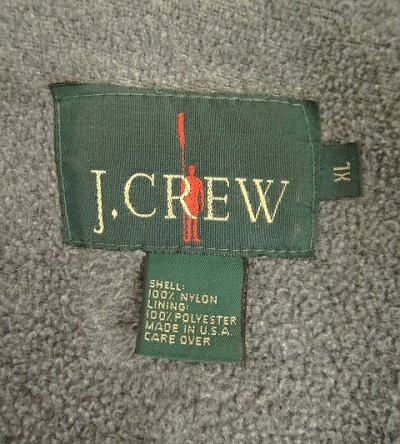 J.CREW
XL
SHELL:
100% NYLON
LINING:
100% POLYESTER
MADE IN U.S.A.
CARE OVER